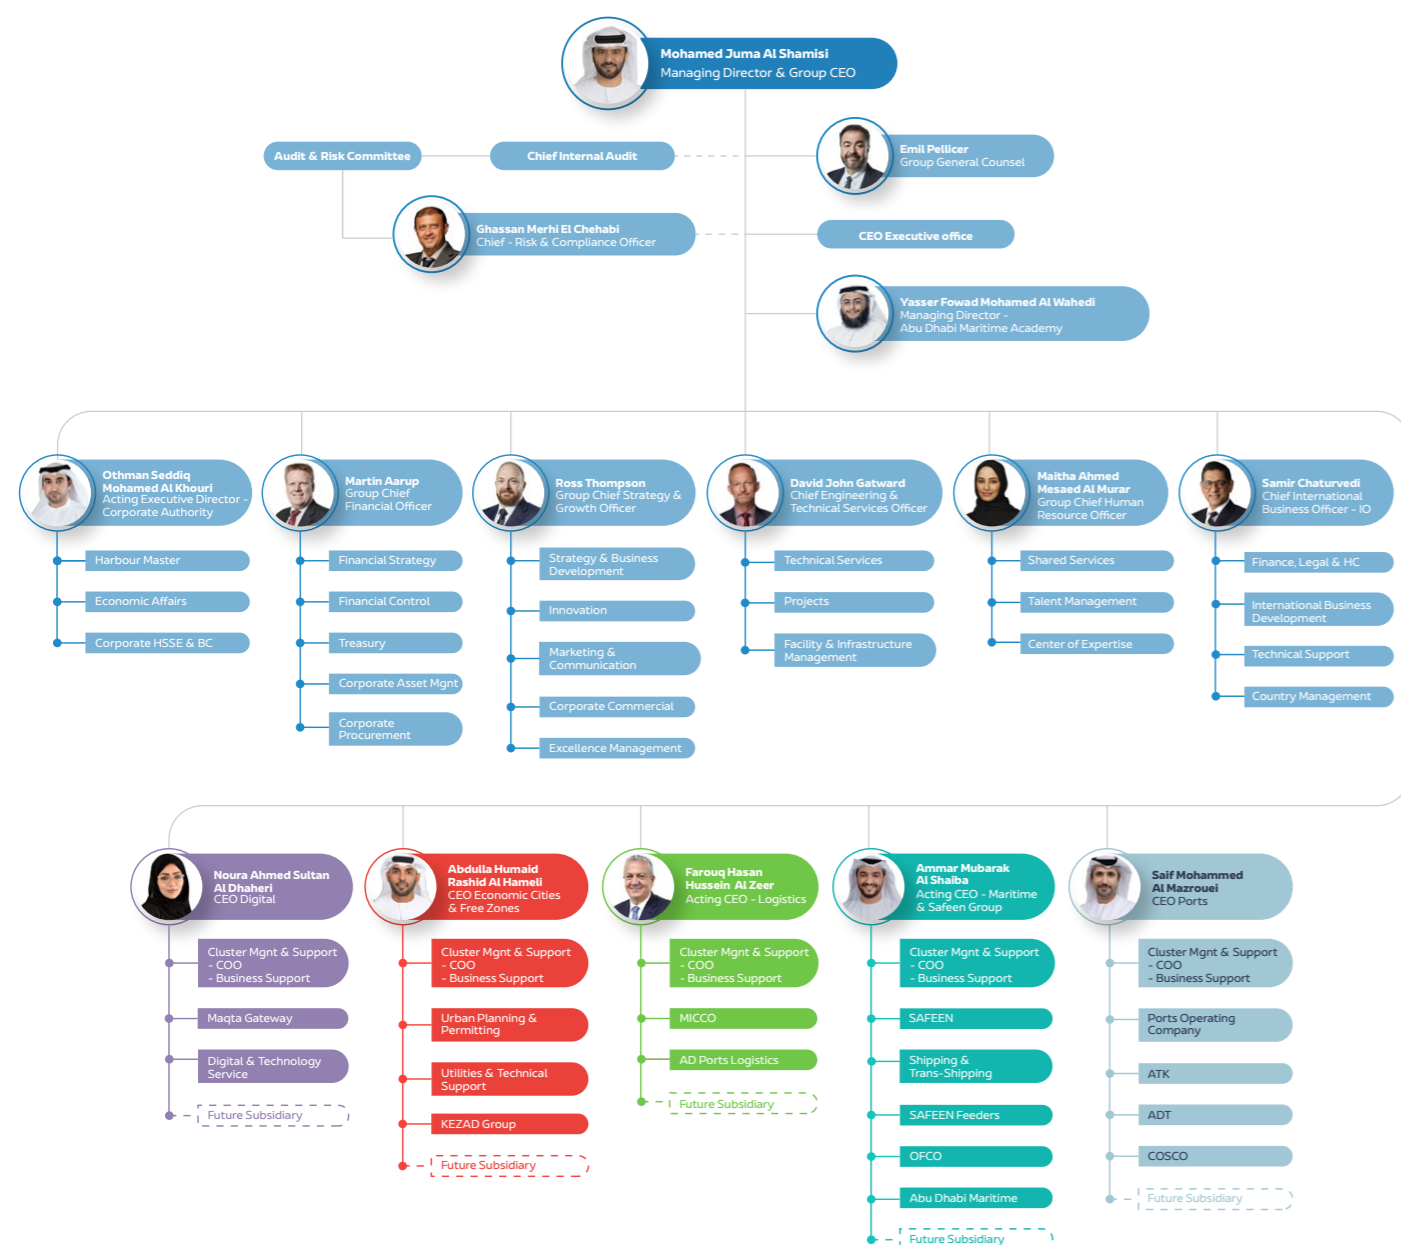 Mohamed Juma Al Shamisi
Managing Director & Group CEO
Audit & Risk Committee
Chief Internal Audit
Emil Pellicer
Group General Counsel
Ghassan Merhi El Chehabi
Chief - Risk & Compliance Officer
CEO Executive office
Yasser Fowad Mohamed Al Wahedi
Managing Director -
Abu Dhabi Maritime Academy
Othman Seddiq
Mohamed Al Khouri
Acting Executive Director -
Corporate Authority
Harbour Master
Economic Affairs
Corporate HSSE & BC
Martin Aarup
Group Chief
Financial Officer
Financial Strategy
Financial Control
Treasury
Corporate Asset Mgnt
Corporate
Procurement
Ross Thompson
Group Chief Strategy &
Growth Officer
Strategy & Business
Development
Innovation
Marketing &
Communication
Corporate Commercial
Excellence Management
David John Gatward
Chief Engineering &
Technical Services Officer
Technical Services
Projects
Facility & Infrastructure
Management
Maitha Ahmed
Mesaed Al Murar
Group Chief Human
Resource Officer
Shared Services
Talent Management
Center of Expertise
Samir Chaturvedi
Chief International
Business Officer - IO
Finance, Legal & HC
International Business
Development
Technical Support
Country Management
Noura Ahmed Sultan
Al Dhaheri
CEO Digital
Cluster Mgnt & Support
- COO
- Business Support
Maqta Gateway
Digital & Technology
Service
Future Subsidiary
Abdulla Humaid
Rashid Al Hameli
CEO Economic Cities
& Free Zones
Cluster Mgnt & Support
- COO
- Business Support
Urban Planning &
Permitting
Utilities & Technical
Support
KEZAD Group
Future Subsidiary
Farouq Hasan
Hussein Al Zeer
Acting CEO - Logistics
Cluster Mgnt & Support
- COO
- Business Support
MICCO
AD Ports Logistics
Future Subsidiary
Ammar Mubarak
Al Shaiba
Acting CEO - Maritime
& Safeen Group
Cluster Mgnt & Support
- COO
- Business Support
SAFEEN
Shipping &
Trans-Shipping
SAFEEN Feeders
OFCO
Abu Dhabi Maritime
Future Subsidiary
Saif Mohammed
Al Mazrouei
CEO Ports
Cluster Mgnt & Support
- COO
- Business Support
Ports Operating
Company
ATK
ADT
COSCO
Future Subsidiary